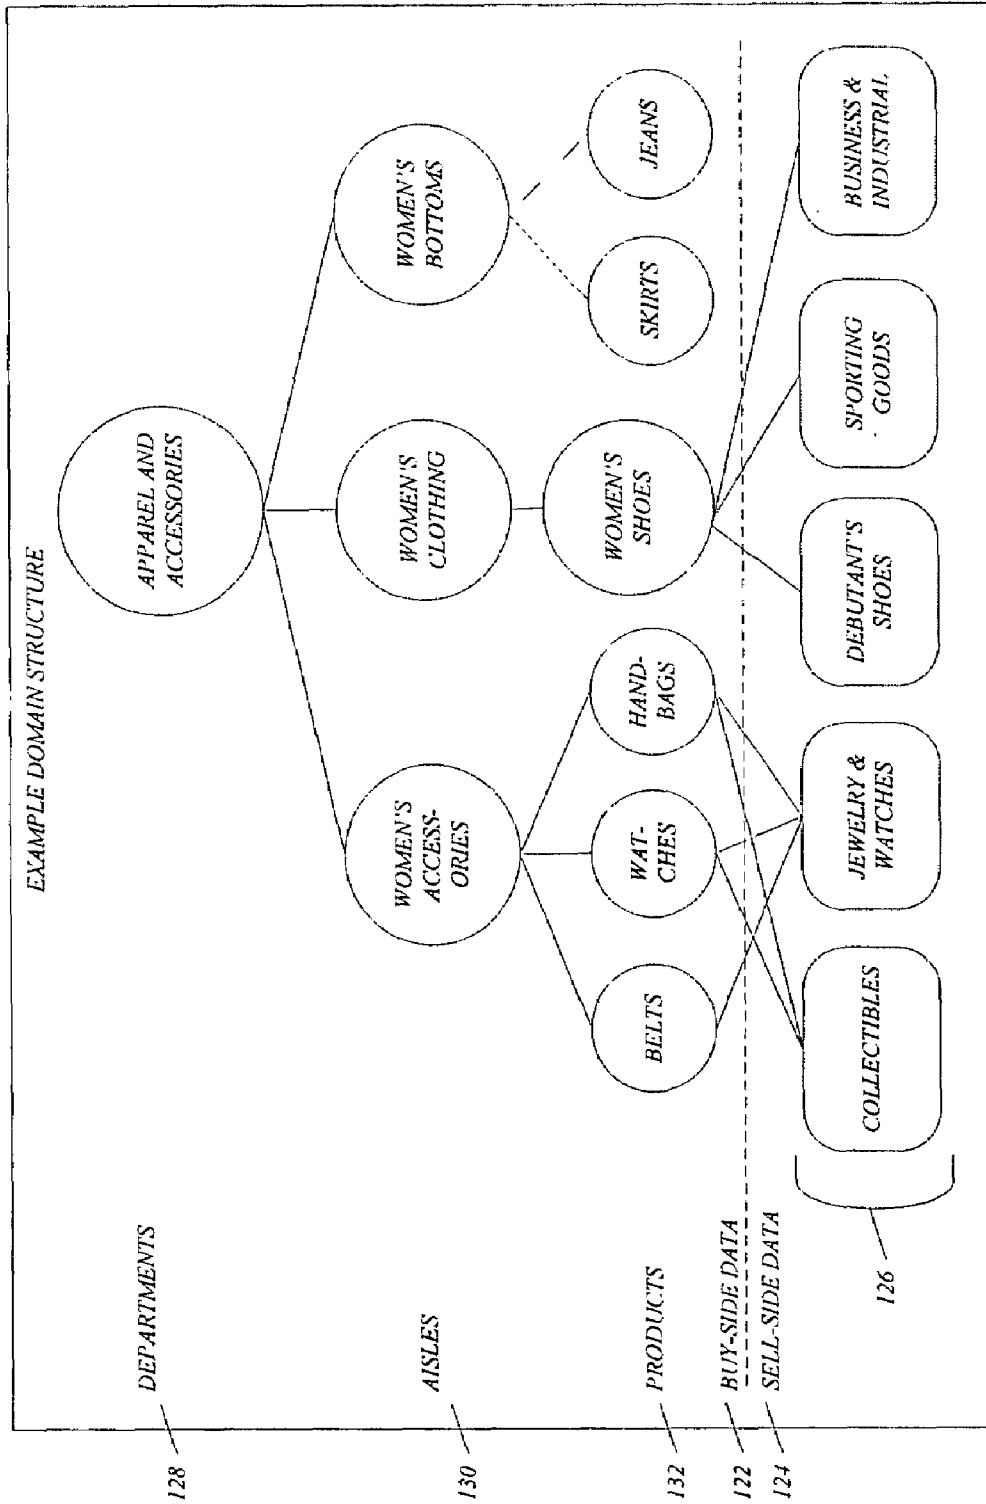 EXAMPLE DOMAIN STRUCTURE
128
DEPARTMENTS
APPAREL AND
ACCESSORIES
130
AISLES
WOMEN'S
ACCESS-
ORIES
WOMEN'S
CLOTHING
WOMEN'S
BOTTOMS
132
PRODUCTS
BELTS
WAT-
CHES
HAND-
BAGS
WOMEN'S
SHOES
SKIRTS
JEANS
122
BUY-SIDE DATA
124
SELL-SIDE DATA
126
COLLECTIBLES
JEWELRY &
WATCHES
DEBUTANT'S
SHOES
SPORTING
GOODS
BUSINESS &
INDUSTRIAL